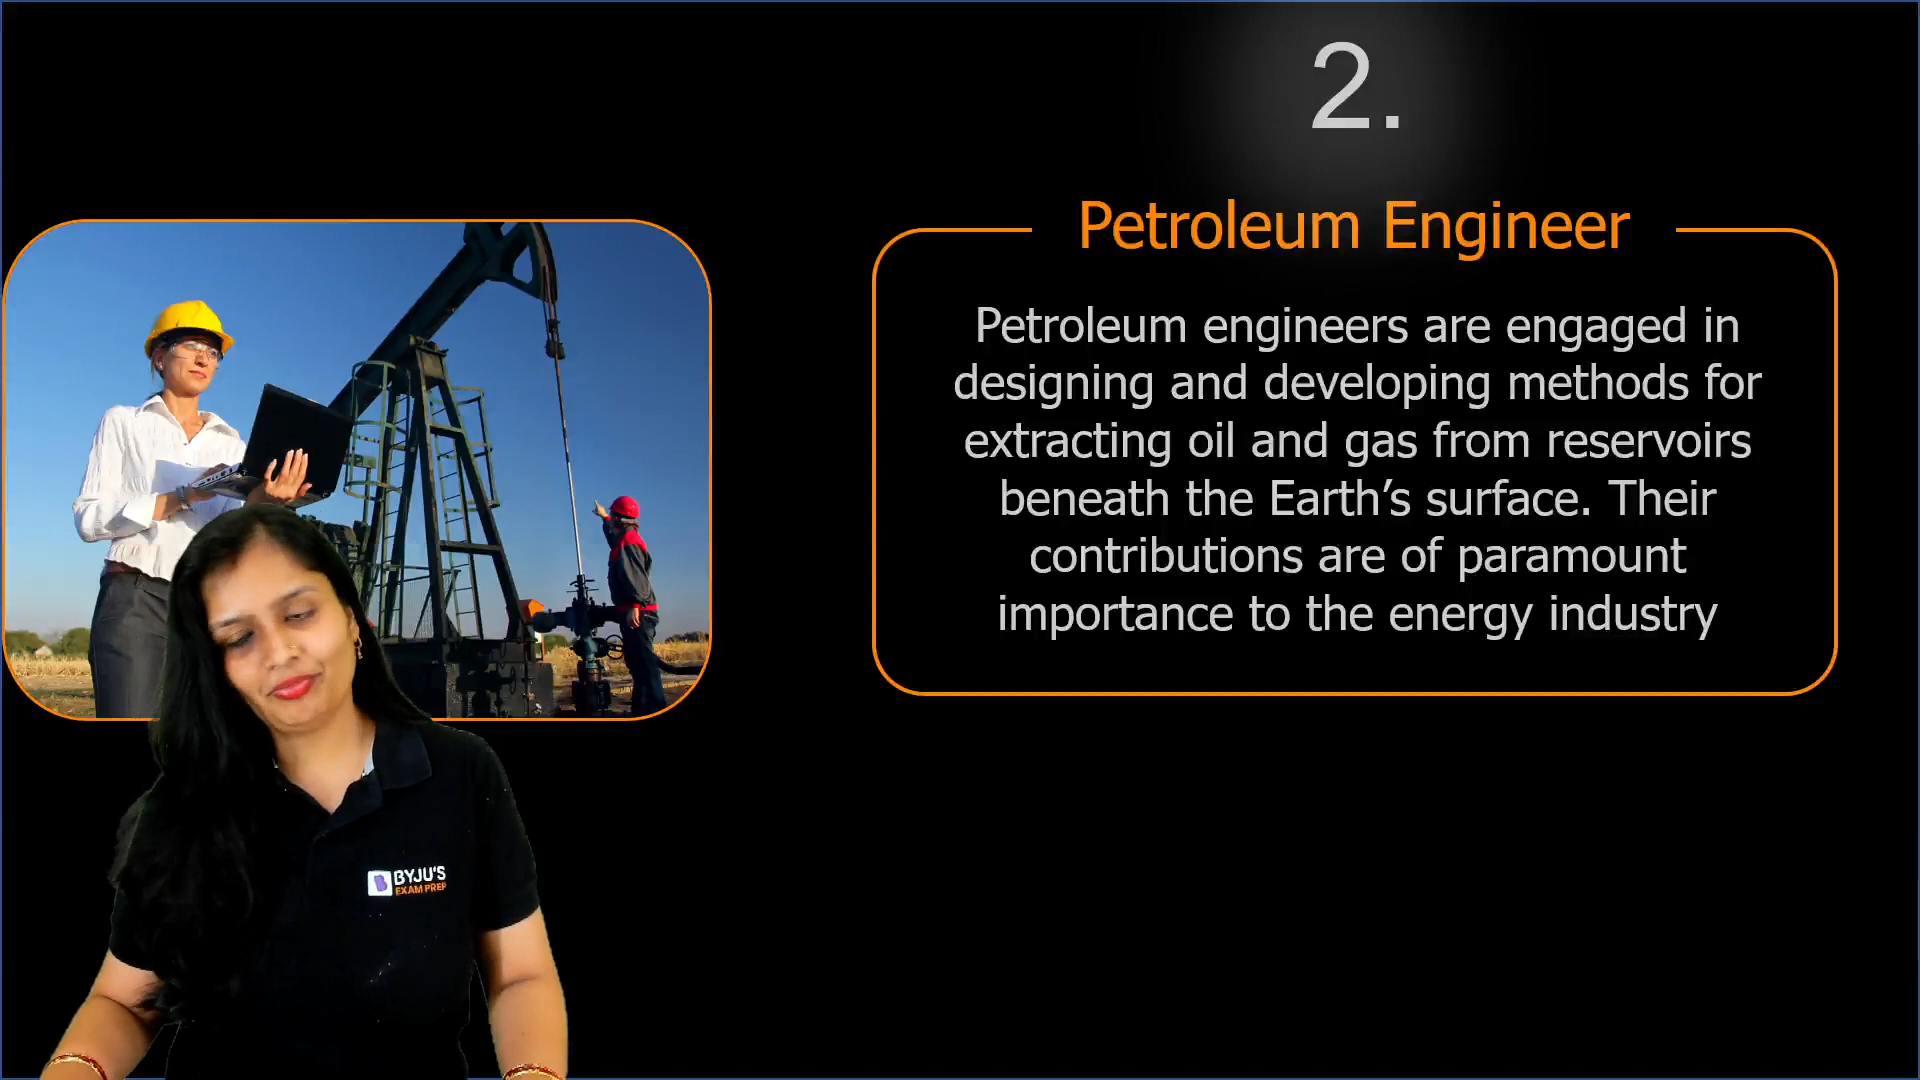 2.
Petroleum Engineer
Petroleum engineers are engaged in
designing and developing methods for
extracting oil and gas from reservoirs
beneath the Earth’s surface. Their
contributions are of paramount
importance to the energy industry
BYJU'S
EXAM PREP